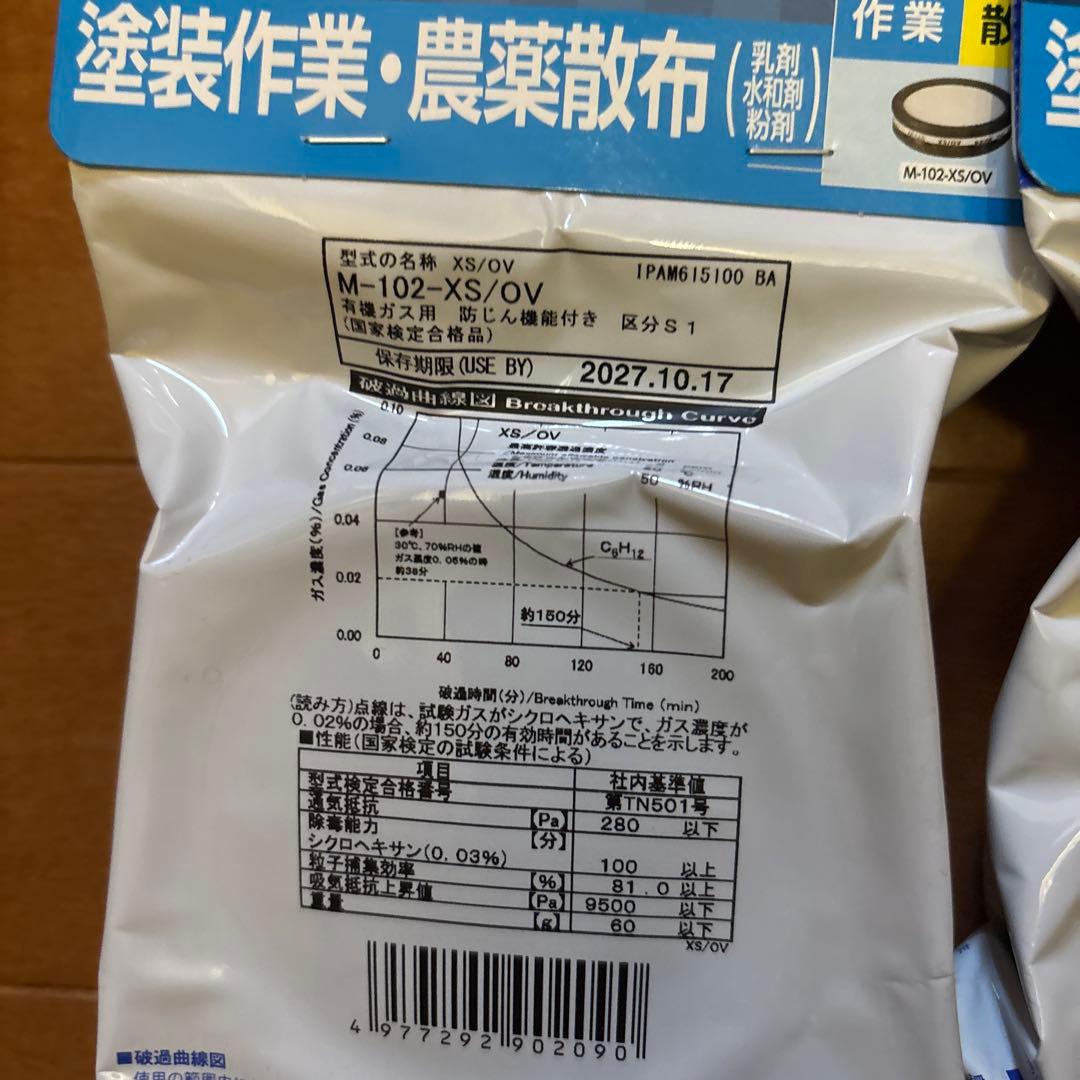 塗装作業・農薬散布(乳剤 水和剤 粉剤)
作業 散
塗
M-102-XS/OV
型式の名称 XS/OV 1PAM615100 BA
M-102-XS/OV
有機ガス用 防じん機能付き 区分S1
(国家検定合格品)
保存期限(USE BY) 2027.10.17
破過曲線図 Breakthrough Curve
XS/OV
最高許容透過濃度
温度/Temperature
湿度/Humidity 50 %RH
ガス濃度(%)/Gas Concentration(%)
0.10
0.08
0.06
0.04
0.02
0.00
[参考]
30℃, 70%RHの値
ガス濃度0.05%の時
約38分
C6H12
約150分
0 40 80 120 160 200
破過時間(分)/Breakthrough Time (min)
(読み方)点線は、試験ガスがシクロヘキサンで、ガス濃度が
0.02%の場合、約150分の有効時間があることを示します。
■性能(国家検定の試験条件による)
項目 社内基準値
型式検定合格番号 第TN501号
通気抵抗 [Pa] 280 以下
除毒能力 [分]
シクロヘキサン(0.03%) 100 以上
粒子捕集効率 [%] 81.0 以上
吸気抵抗上昇値 [Pa] 9500 以下
重量 [g] 60 以下
XS/OV
4 977292 902090
■破過曲線図